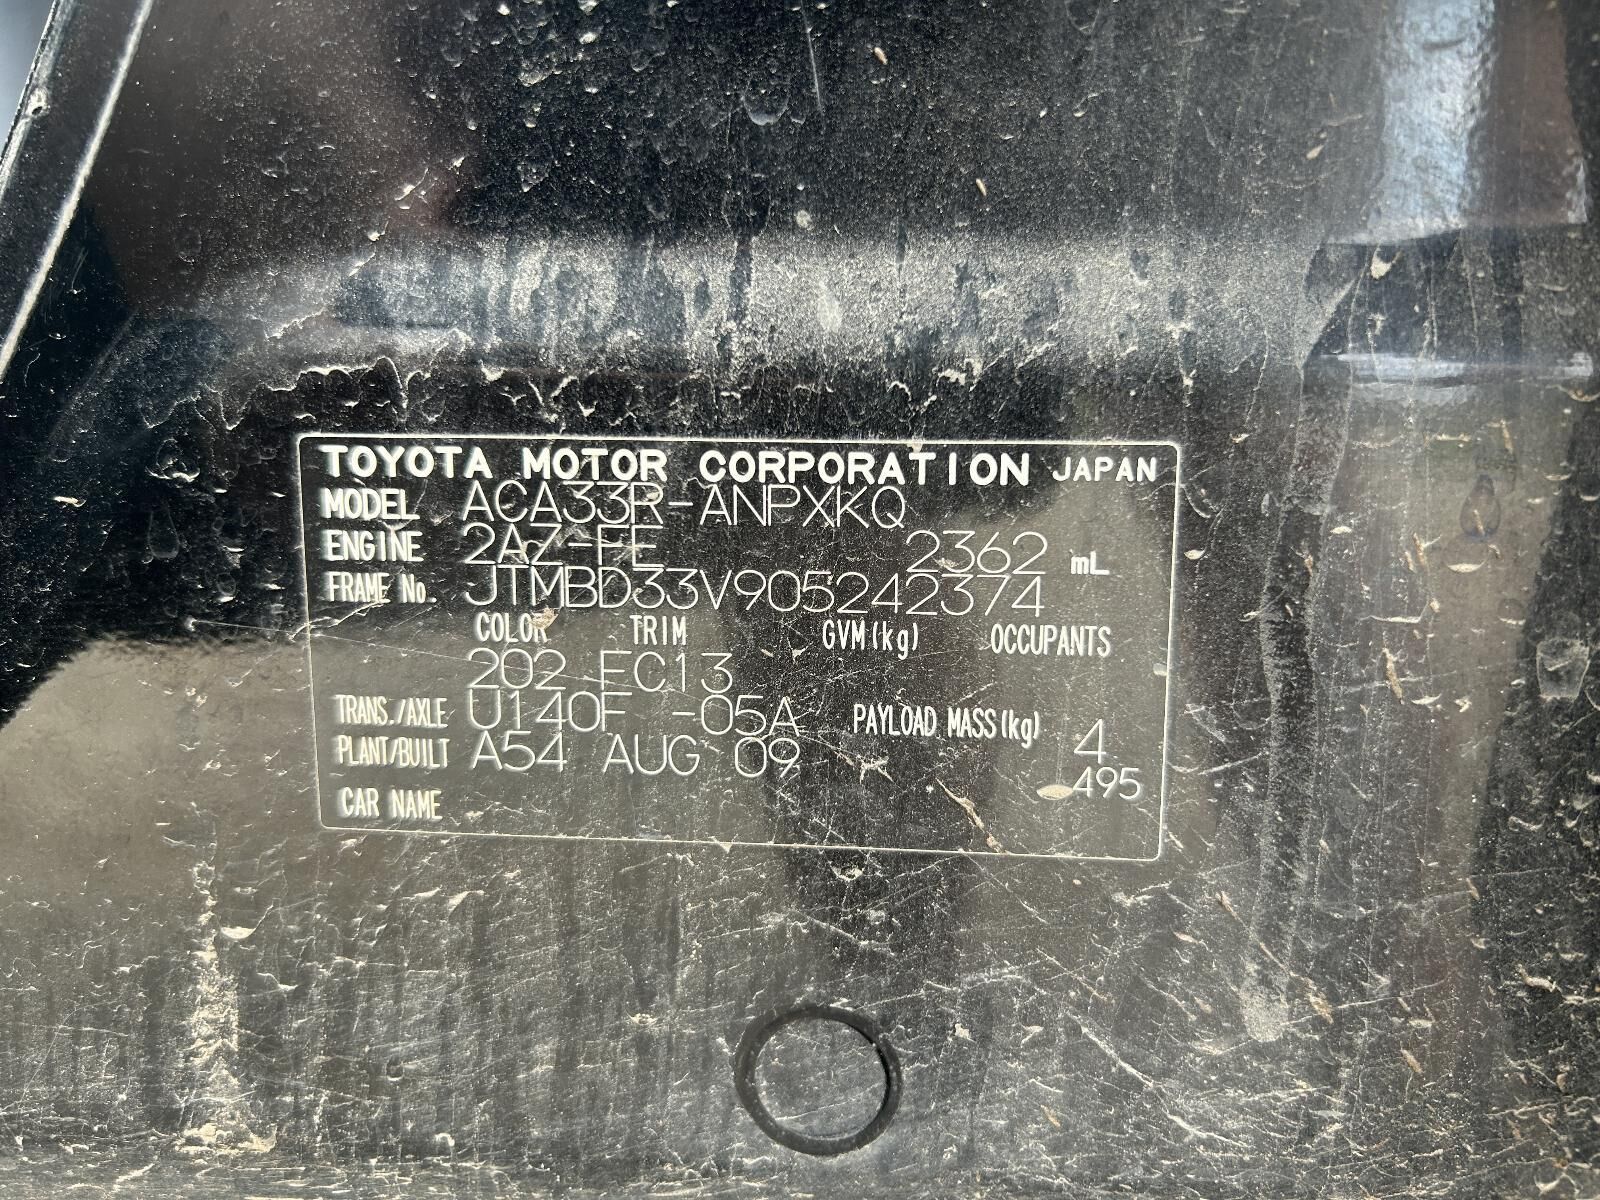 TOYOTA MOTOR CORPORATION JAPAN
MODEL ACA33R-ANPXKQ
ENGINE 2AZ-FE 2362 mL
FRAME No. JTMBD33V905242374
COLOR TRIM GVM(kg) OCCUPANTS
202 FC13
TRANS./AXLE U140F -05A PAYLOAD MASS(kg) 4
PLANT/BUILT A54 AUG 09 495
CAR NAME